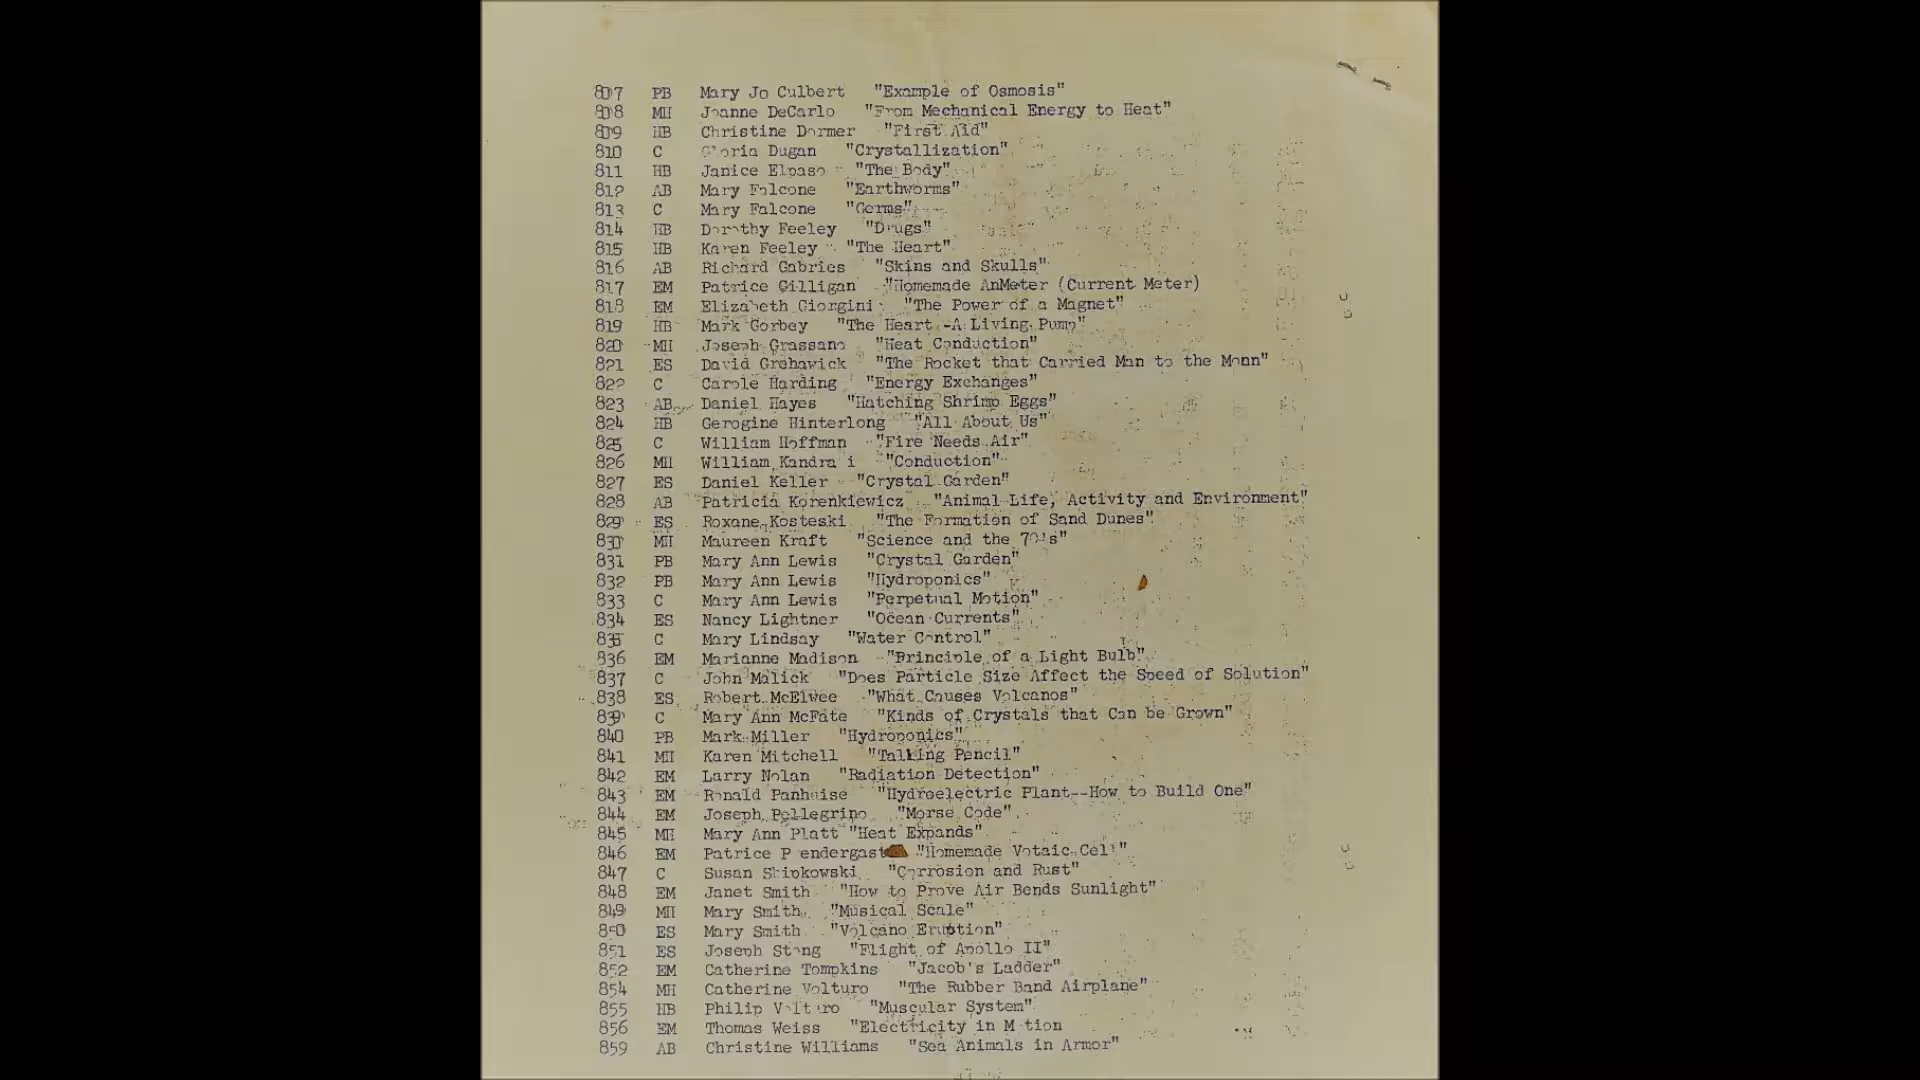 807 PB Mary Jo Culbert "Example of Osmosis"
808 MH Joanne DeCarlo "From Mechanical Energy to Heat"
809 HB Christine Dormer "First Aid"
810 C Gloria Dugan "Crystallization"
811 HB Janice Elpaso "The Body"
812 AB Mary Falcone "Earthworms"
813 C Mary Falcone "Germs"
814 HB Dorothy Feeley "Drugs"
815 HB Karen Feeley "The Heart"
816 AB Richard Gabries "Skins and Skulls"
817 EM Patrice Gilligan "Homemade AnMeter (Current Meter)
818 EM Elizabeth Giorgini "The Power of a Magnet"
819 HB Mark Gorbey "The Heart -A Living Pump"
820 MH Joseph Grassano "Heat Conduction"
821 ES David Grehawick "The Rocket that Carried Man to the Moon"
822 C Carole Harding "Energy Exchanges"
823 AB Daniel Hayes "Hatching Shrimp Eggs"
824 HB Gerogine Hinterlong "All About Us"
825 C William Hoffman "Fire Needs Air"
826 MH William "Conduction"
827 ES Daniel Keller "Crystal Garden"
828 AB Patricia Korenkiewicz "Animal Life, Activity and Environment"
829 ES Roxane Kosteski "The Formation of Sand Dunes"
830 MH Maureen Kraft "Science and the 70's"
831 PB Mary Ann Lewis "Crystal Garden"
832 PB Mary Ann Lewis "Hydroponics"
833 C Mary Ann Lewis "Perpetual Motion"
834 ES Nancy Lightner "Ocean Currents"
835 C Mary Lindsay "Water Control"
836 EM Marianne Madison "Principle of a Light Bulb"
837 C John Malick "Does Particle Size Affect the Speed of Solution"
838 ES Robert McElwee "What Causes Volcanos"
839 C Mary Ann McFate "Kinds of Crystals that Can be Grown"
840 PB Mark Miller "Hydroponics"
841 MH Karen Mitchell "Talking Pencil"
842 EM Larry Nolan "Radiation Detection"
843 EM Ronald Panhuise "Hydroelectric Plant--How to Build One"
844 EM Joseph Pellegrino "Morse Code"
845 MH Mary Ann Platt "Heat Expands"
846 EM Patrice P endergast "Homemade Votaic Cell"
847 C Susan Shipkowski "Corrosion and Rust"
848 EM Janet Smith "How to Prove Air Bends Sunlight"
849 MH Mary Smith "Musical Scale"
850 ES Mary Smith "Volcano Eruption"
851 ES Joseph Stong "Flight of Apollo II"
852 EM Catherine Tompkins "Jacob's Ladder"
854 MH Catherine Volturo "The Rubber Band Airplane"
855 HB Philip Volturo "Muscular System"
856 EM Thomas Weiss "Electricity in Motion
859 AB Christine Williams "Sea Animals in Armor"